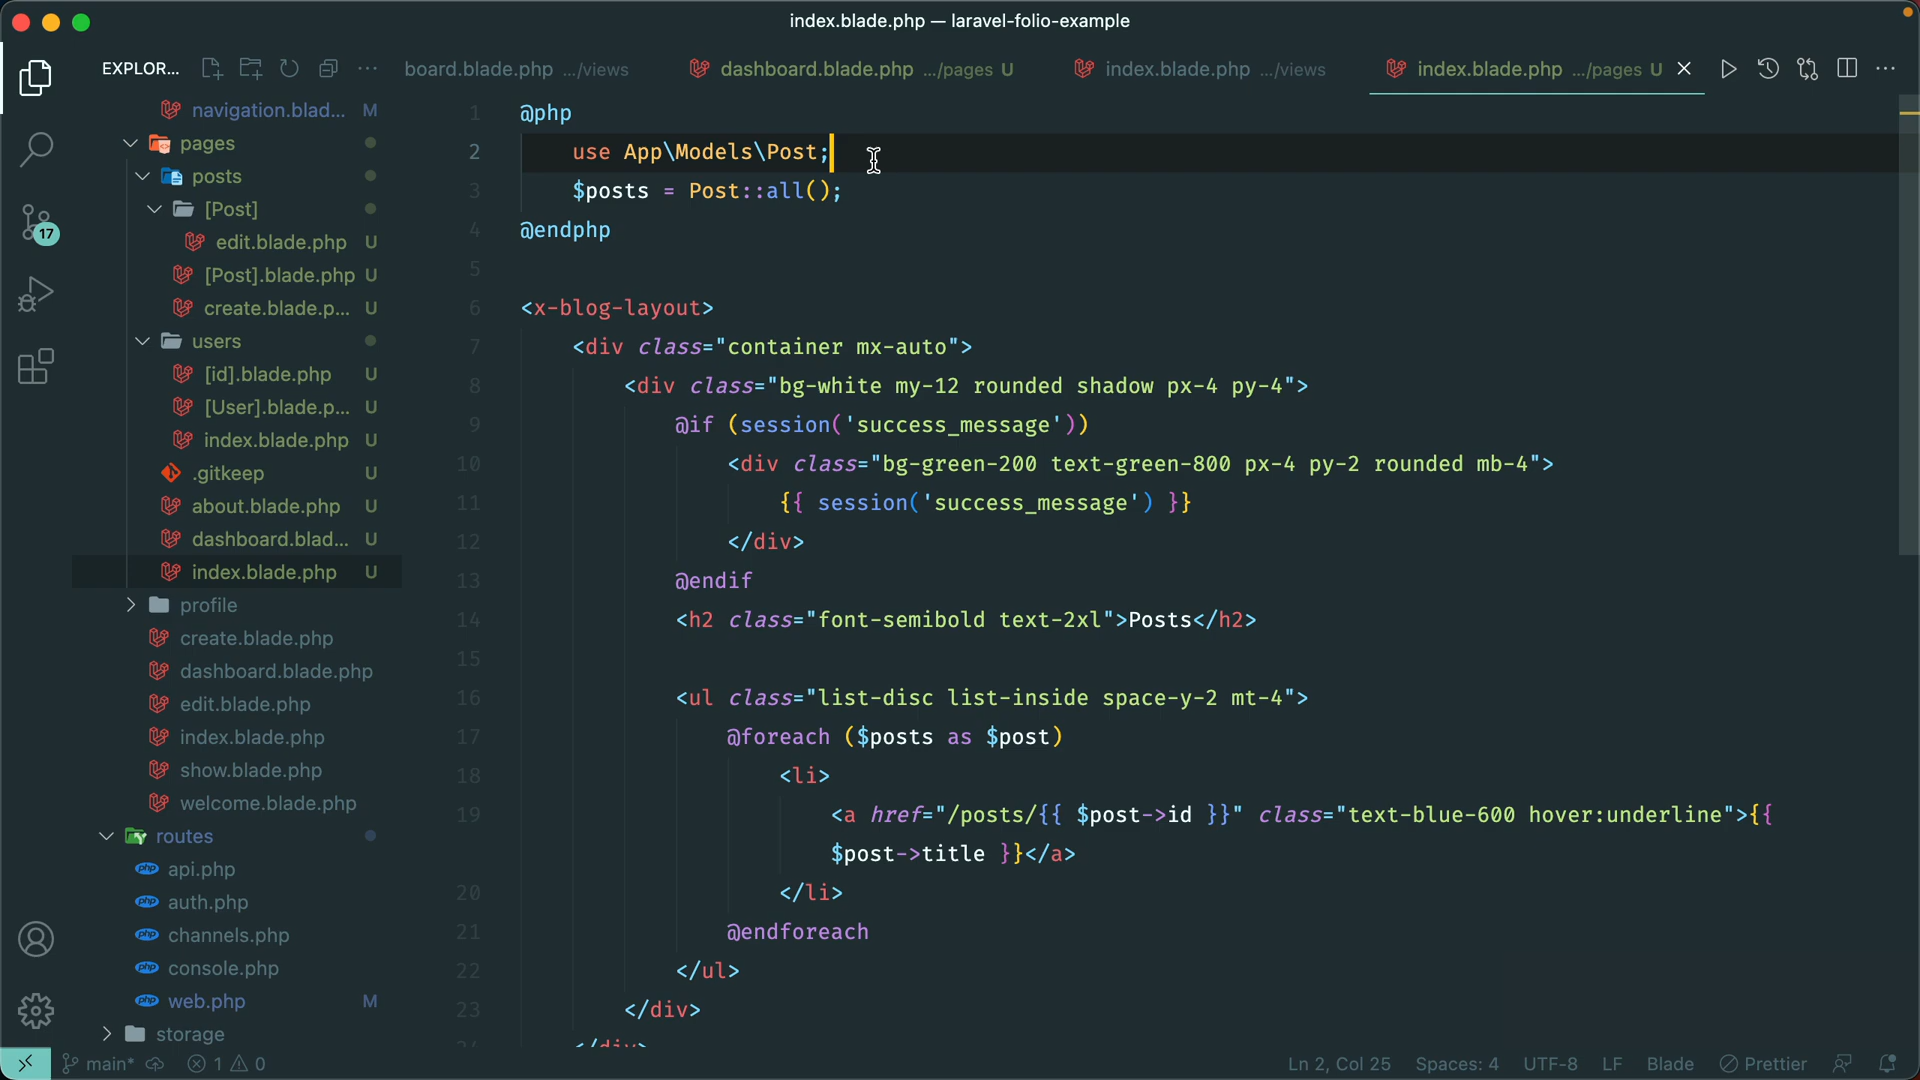 index.blade.php — laravel-folio-example
EXPLOR...
board.blade.php .../views
dashboard.blade.php .../pages U
index.blade.php .../views
index.blade.php .../pages U
navigation.blad... M
pages
posts
[Post]
edit.blade.php U
[Post].blade.php U
create.blade.p... U
users
[id].blade.php U
[User].blade.p... U
index.blade.php U
.gitkeep U
about.blade.php U
dashboard.blad... U
index.blade.php U
profile
create.blade.php
dashboard.blade.php
edit.blade.php
index.blade.php
show.blade.php
welcome.blade.php
routes
php api.php
php auth.php
php channels.php
php console.php
php web.php M
storage
17
1 @php
2 use App\Models\Post;
3 $posts = Post::all();
4 @endphp
5
6 <x-blog-layout>
7 <div class="container mx-auto">
8 <div class="bg-white my-12 rounded shadow px-4 py-4">
9 @if (session('success_message'))
10 <div class="bg-green-200 text-green-800 px-4 py-2 rounded mb-4">
11 {{ session('success_message') }}
12 </div>
13 @endif
14 <h2 class="font-semibold text-2xl">Posts</h2>
15
16 <ul class="list-disc list-inside space-y-2 mt-4">
17 @foreach ($posts as $post)
18 <li>
19 <a href="/posts/{{ $post->id }}" class="text-blue-600 hover:underline">{{
$post->title }}</a>
20 </li>
21 @endforeach
22 </ul>
23 </div>
24 </div>
main* 1 0
Ln 2, Col 25 Spaces: 4 UTF-8 LF Blade Prettier